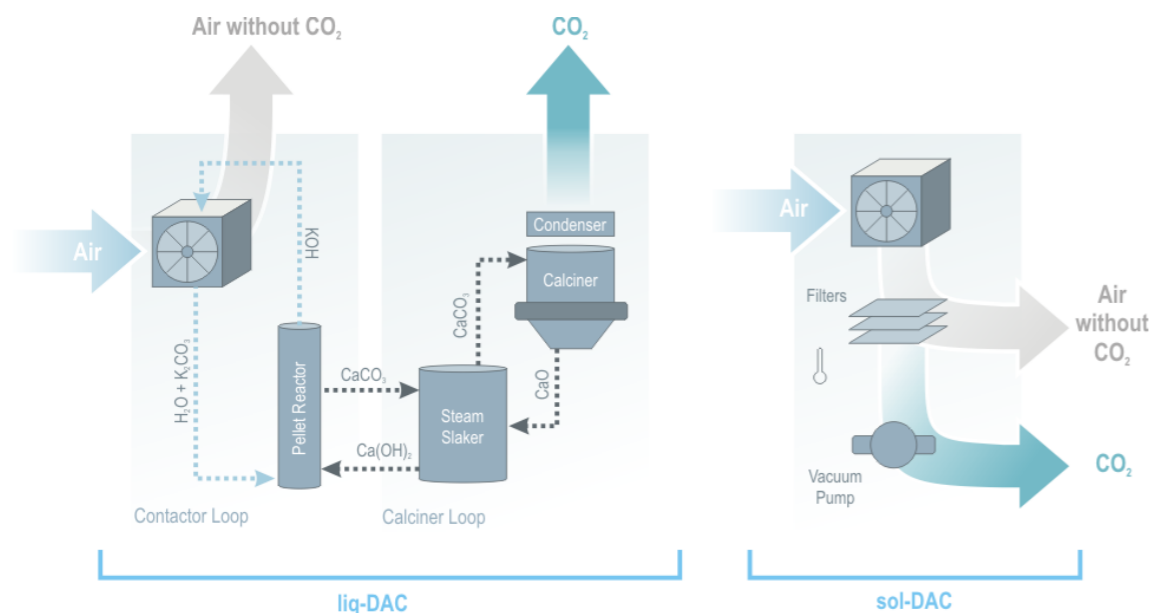 Air without CO₂
CO₂
Air
KOH
H₂O + K₂CO₃
Pellet Reactor
CaCO₃
Ca(OH)₂
Steam
Slaker
CaCO₃
CaO
Condenser
Calciner
Contactor Loop
Calciner Loop
liq-DAC
Air
Filters
Air
without
CO₂
Vacuum
Pump
CO₂
sol-DAC